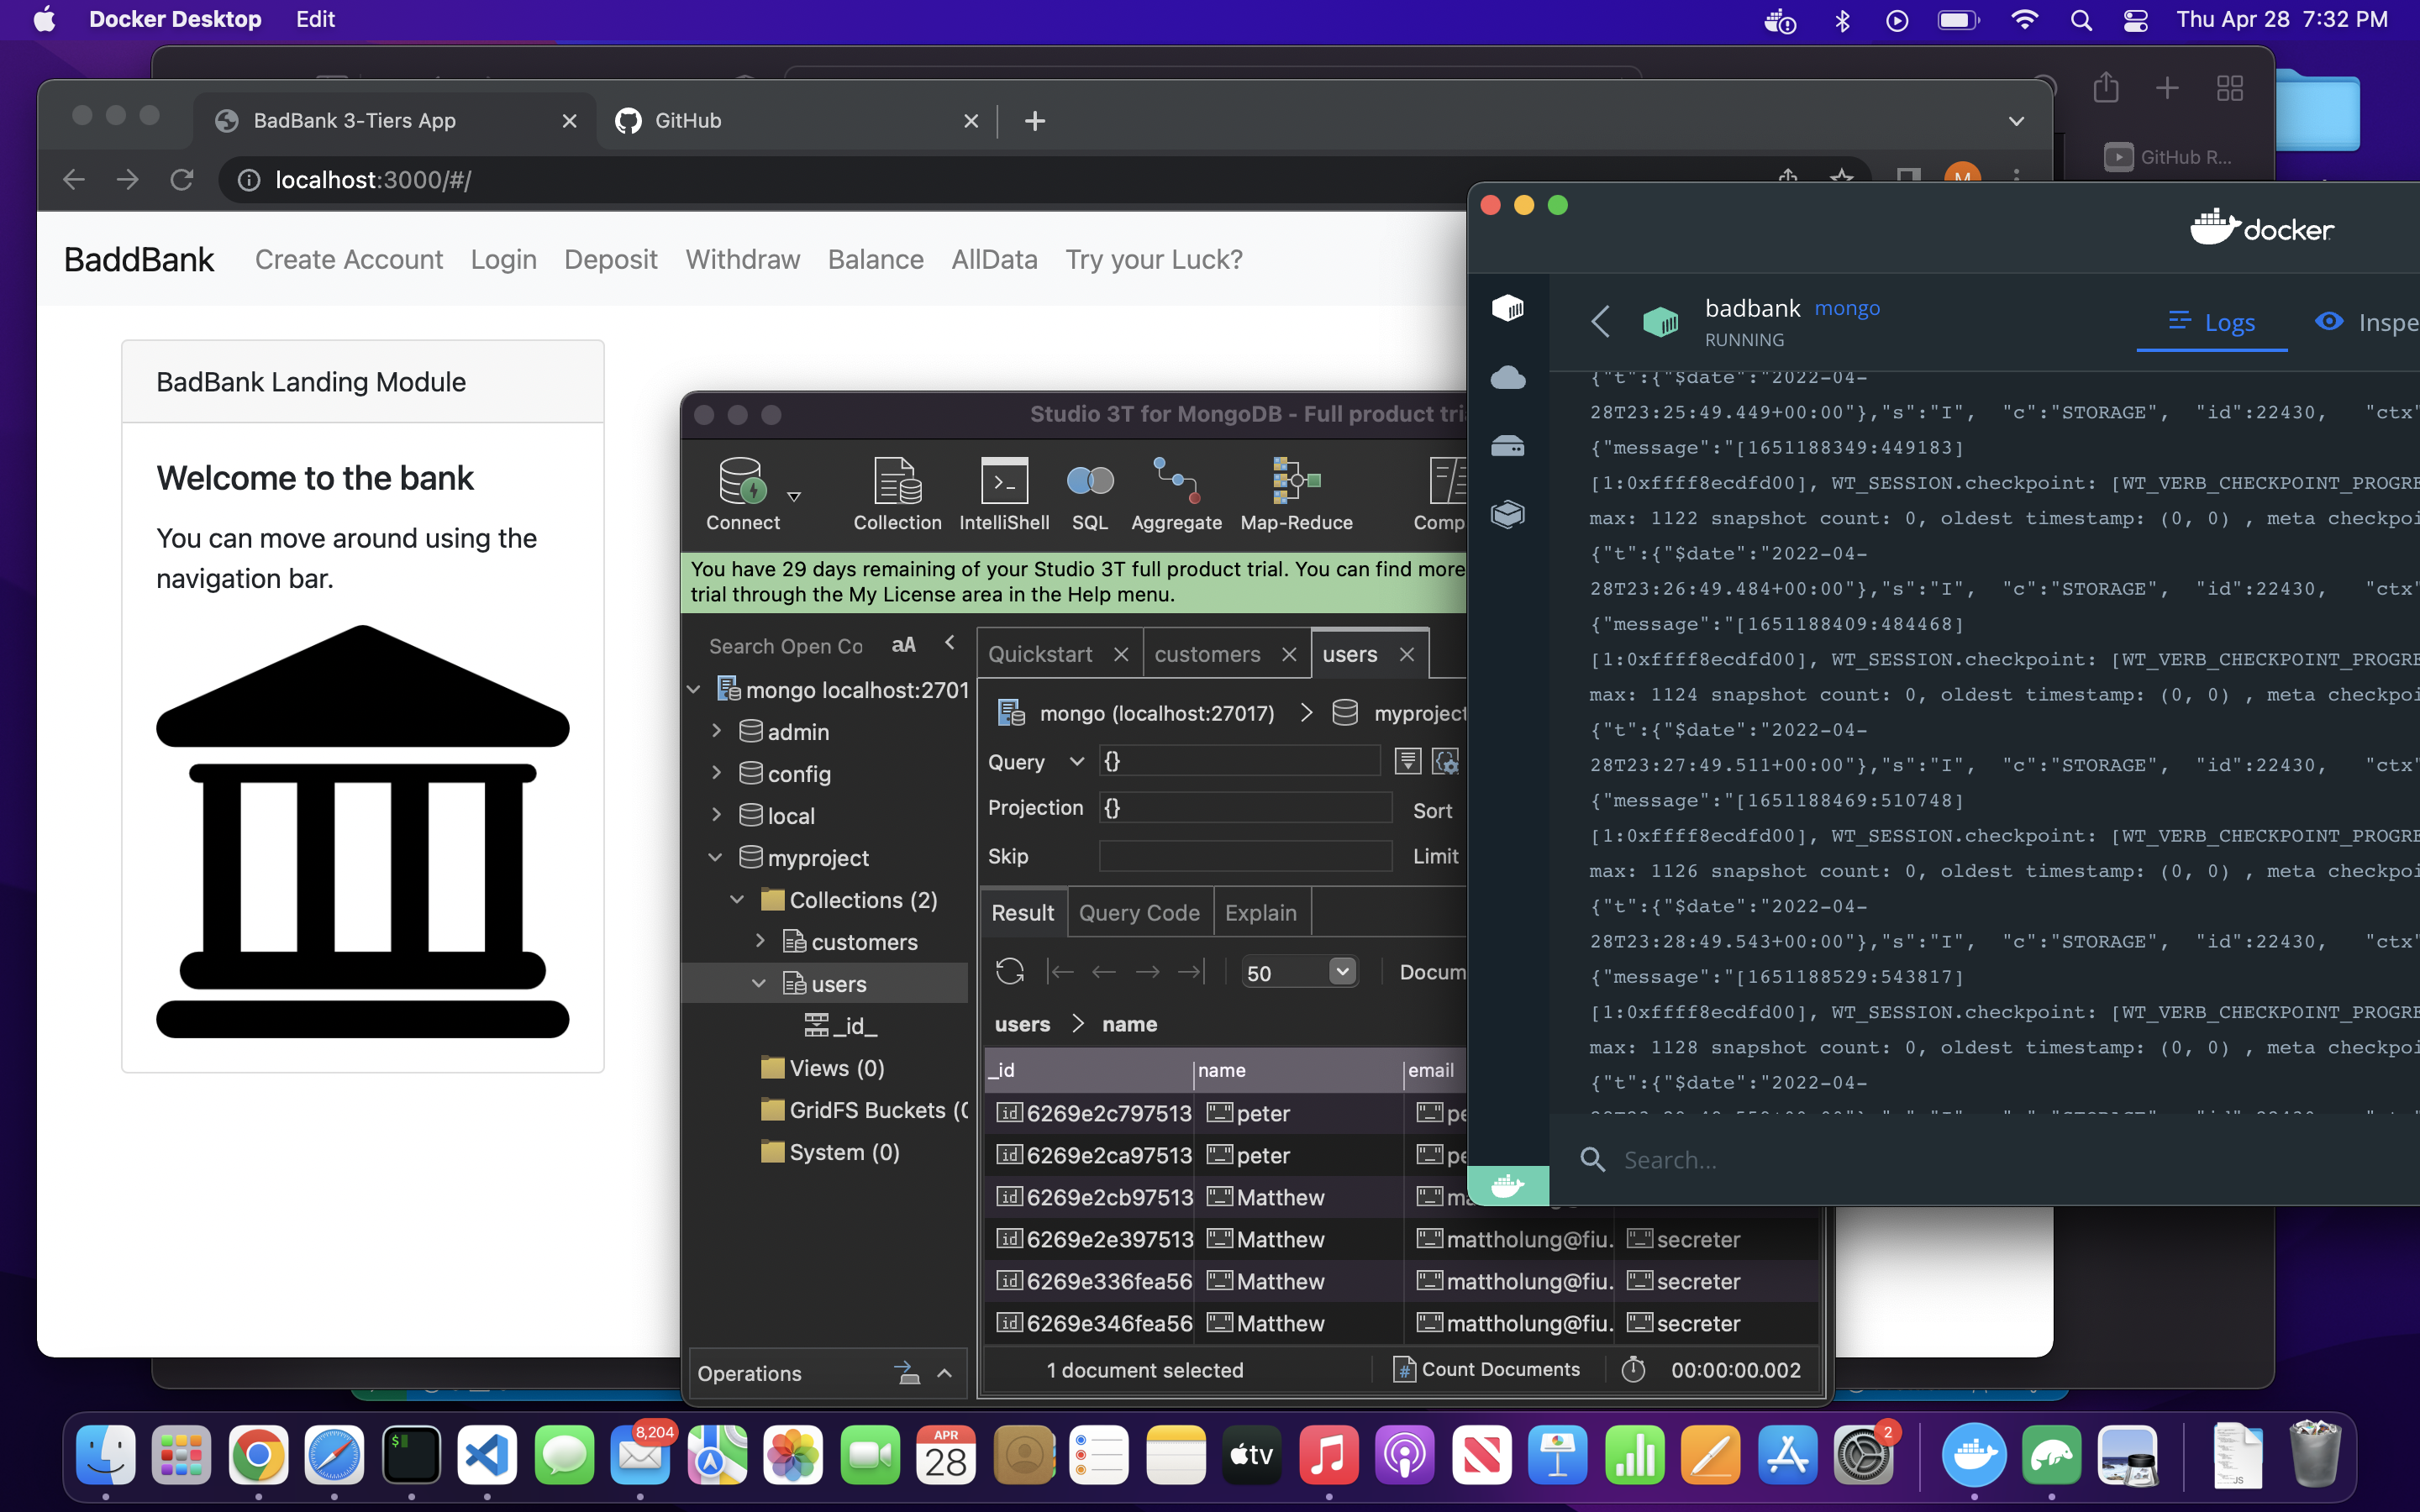 Docker Desktop Edit Thu Apr 28 7:32 PM
BadBank 3-Tiers App GitHub
GitHub R...
localhost:3000/#/
M
BaddBank Create Account Login Deposit Withdraw Balance AllData Try your Luck?
BadBank Landing Module
Welcome to the bank
You can move around using the
navigation bar.
Studio 3T for MongoDB - Full product tri
Connect Collection IntelliShell SQL Aggregate Map-Reduce Comp
You have 29 days remaining of your Studio 3T full product trial. You can find more
trial through the My License area in the Help menu.
Search Open Co aA
mongo localhost:2701
admin
config
local
myproject
Collections (2)
customers
users
_id_
Views (0)
GridFS Buckets (0
System (0)
Operations
Quickstart customers users
mongo (localhost:27017) myproject
Query {}
Projection {} Sort
Skip Limit
Result Query Code Explain
50 Docum
users > name
_id name email
id 6269e2c797513 peter pe
id 6269e2ca97513 peter pe
id 6269e2cb97513 Matthew ma
id 6269e2e397513 Matthew mattholung@fiu. secreter
id 6269e336fea56 Matthew mattholung@fiu. secreter
id 6269e346fea56 Matthew mattholung@fiu. secreter
1 document selected Count Documents 00:00:00.002
docker
badbank mongo
RUNNING
Logs Inspe
{"t":{"$date":"2022-04-
28T23:25:49.449+00:00"},"s":"I", "c":"STORAGE", "id":22430, "ctx"
{"message":"[1651188349:449183]
[1:0xffff8ecdfd00], WT_SESSION.checkpoint: [WT_VERB_CHECKPOINT_PROGRE
max: 1122 snapshot count: 0, oldest timestamp: (0, 0) , meta checkpoi
{"t":{"$date":"2022-04-
28T23:26:49.484+00:00"},"s":"I", "c":"STORAGE", "id":22430, "ctx"
{"message":"[1651188409:484468]
[1:0xffff8ecdfd00], WT_SESSION.checkpoint: [WT_VERB_CHECKPOINT_PROGRE
max: 1124 snapshot count: 0, oldest timestamp: (0, 0) , meta checkpoi
{"t":{"$date":"2022-04-
28T23:27:49.511+00:00"},"s":"I", "c":"STORAGE", "id":22430, "ctx"
{"message":"[1651188469:510748]
[1:0xffff8ecdfd00], WT_SESSION.checkpoint: [WT_VERB_CHECKPOINT_PROGRE
max: 1126 snapshot count: 0, oldest timestamp: (0, 0) , meta checkpoi
{"t":{"$date":"2022-04-
28T23:28:49.543+00:00"},"s":"I", "c":"STORAGE", "id":22430, "ctx"
{"message":"[1651188529:543817]
[1:0xffff8ecdfd00], WT_SESSION.checkpoint: [WT_VERB_CHECKPOINT_PROGRE
max: 1128 snapshot count: 0, oldest timestamp: (0, 0) , meta checkpoi
{"t":{"$date":"2022-04-
Search...
8,204
APR
28
tv
2
JS